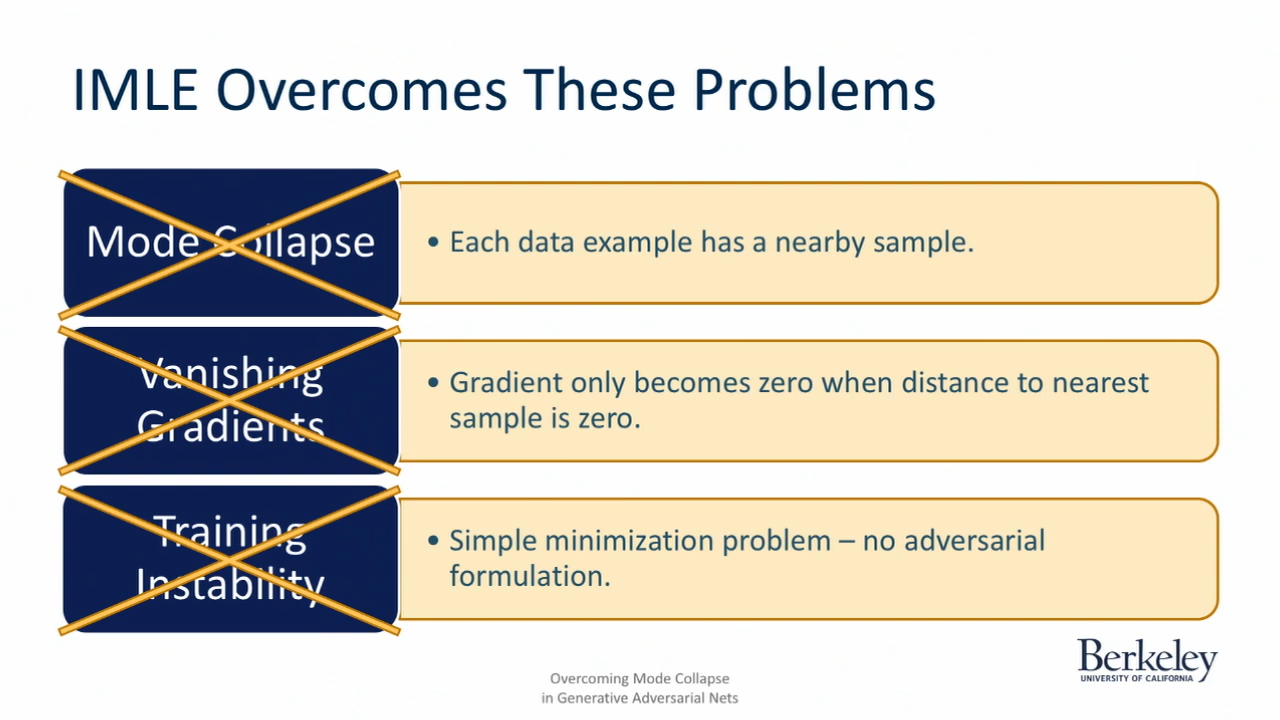 IMLE Overcomes These Problems
Mode Collapse
• Each data example has a nearby sample.
Vanishing
Gradients
• Gradient only becomes zero when distance to nearest
sample is zero.
Training
Instability
• Simple minimization problem – no adversarial
formulation.
Overcoming Mode Collapse
in Generative Adversarial Nets
Berkeley
UNIVERSITY OF CALIFORNIA